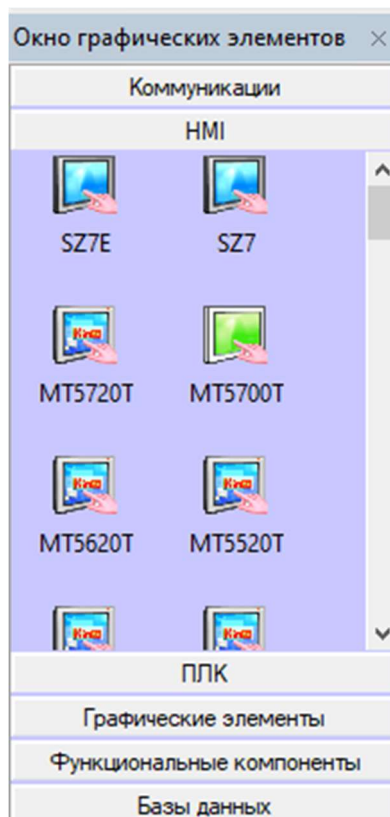 Окно графических элементов
Коммуникации
HMI
SZ7E SZ7
MT5720T MT5700T
MT5620T MT5520T
ПЛК
Графические элементы
Функциональные компоненты
Базы данных